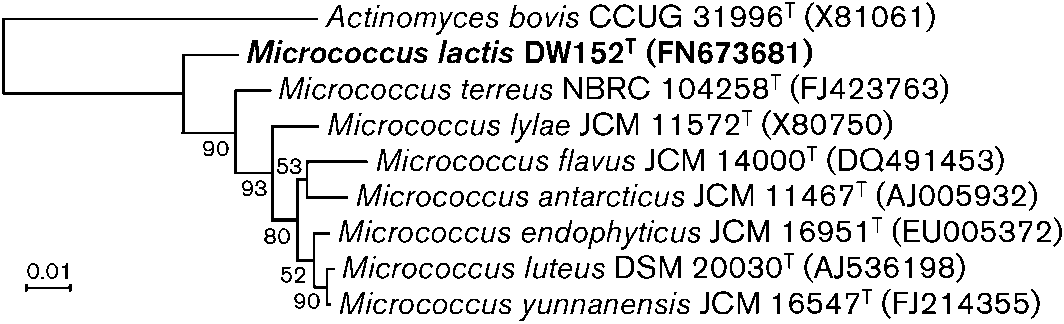 Actinomyces bovis CCUG 31996ᵀ (X81061)
Micrococcus lactis DW152ᵀ (FN673681)
Micrococcus terreus NBRC 104258ᵀ (FJ423763)
Micrococcus lylae JCM 11572ᵀ (X80750)
90
Micrococcus flavus JCM 14000ᵀ (DQ491453)
53
93
Micrococcus antarcticus JCM 11467ᵀ (AJ005932)
80
Micrococcus endophyticus JCM 16951ᵀ (EU005372)
0.01
52
Micrococcus luteus DSM 20030ᵀ (AJ536198)
90
Micrococcus yunnanensis JCM 16547ᵀ (FJ214355)